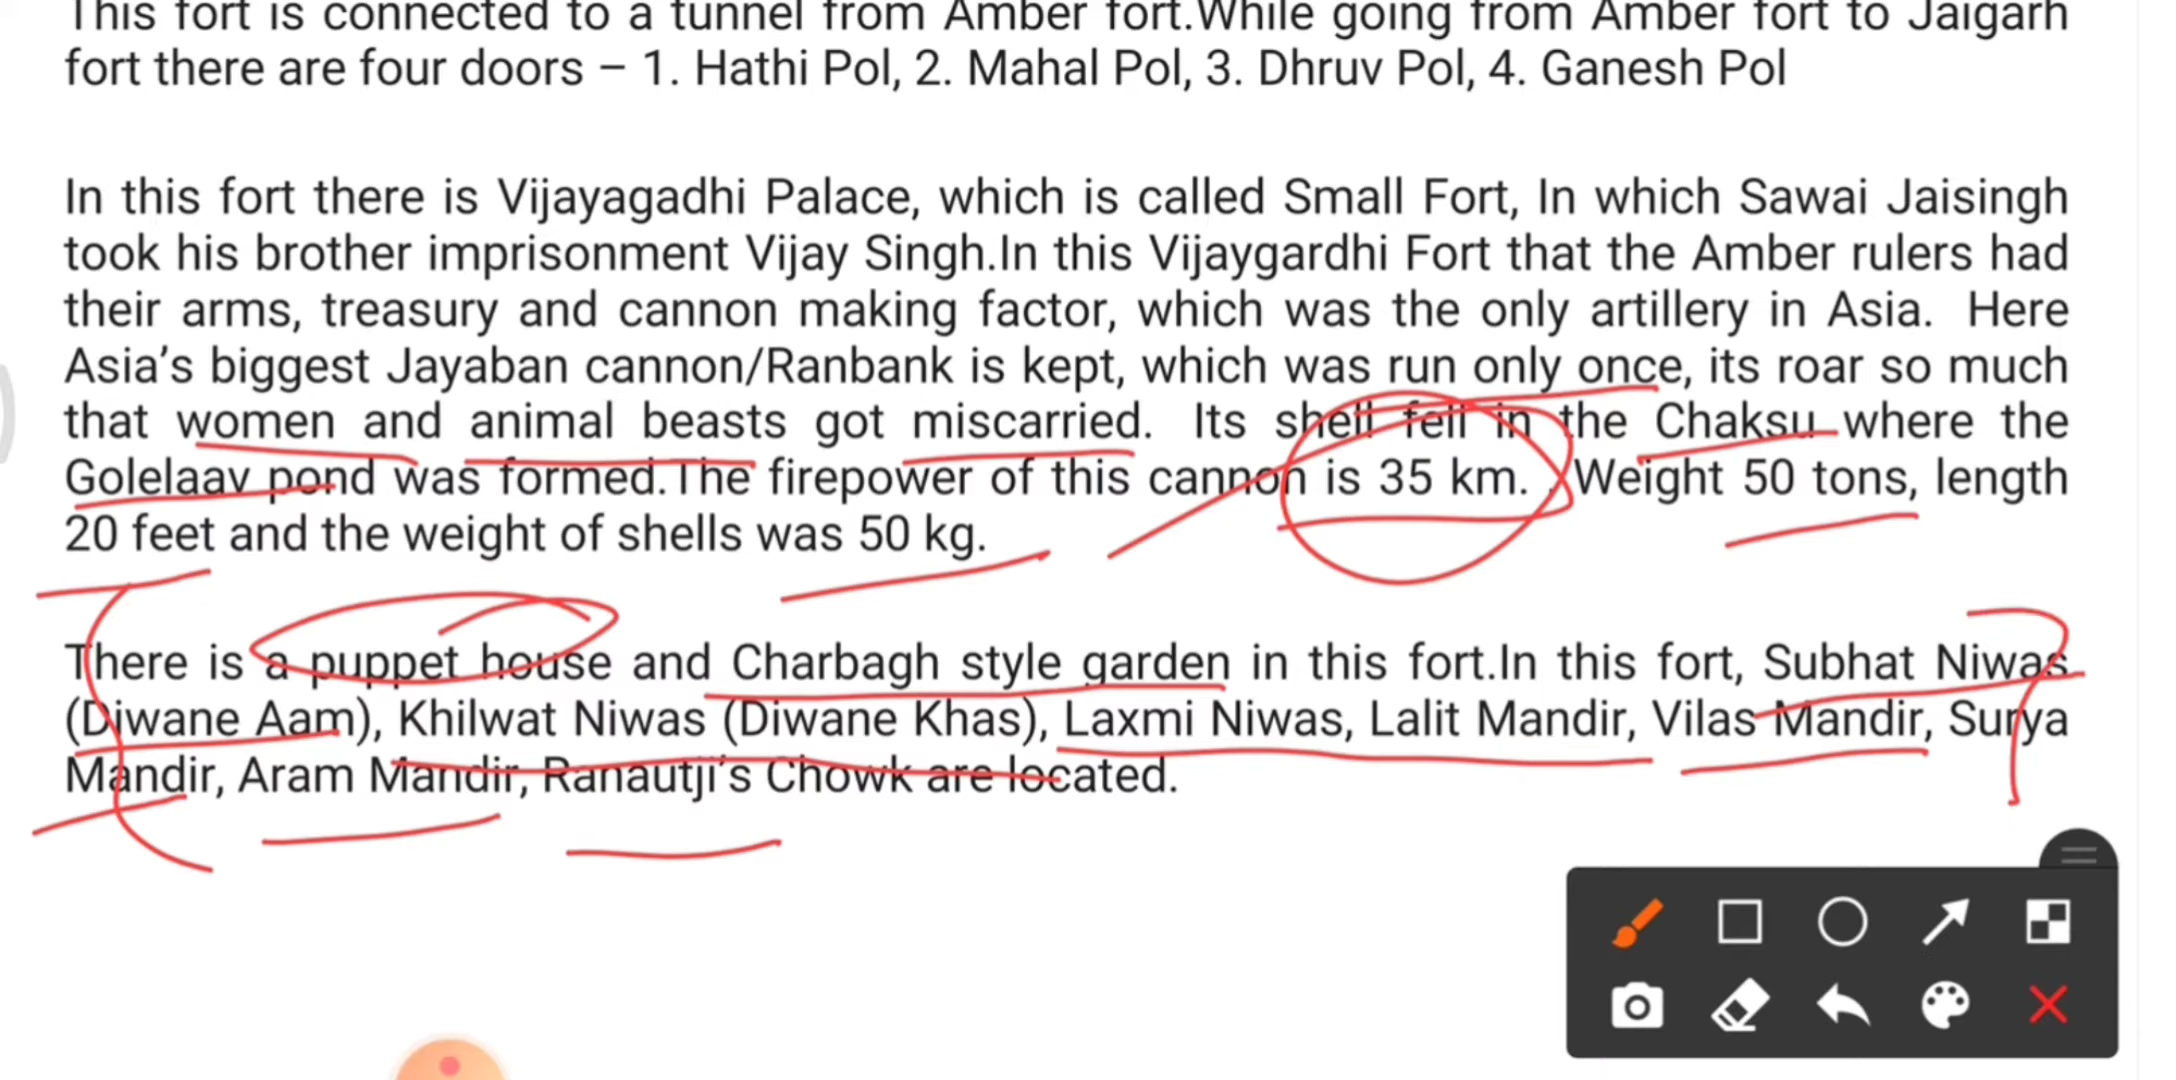 This fort is connected to a tunnel from Amber fort.While going from Amber fort to Jaigarh
fort there are four doors – 1. Hathi Pol, 2. Mahal Pol, 3. Dhruv Pol, 4. Ganesh Pol
In this fort there is Vijayagadhi Palace, which is called Small Fort, In which Sawai Jaisingh
took his brother imprisonment Vijay Singh.In this Vijaygardhi Fort that the Amber rulers had
their arms, treasury and cannon making factor, which was the only artillery in Asia. Here
Asia’s biggest Jayaban cannon/Ranbank is kept, which was run only once, its roar so much
that women and animal beasts got miscarried. Its shell fell in the Chaksu where the
Golelaav pond was formed.The firepower of this cannon is 35 km. . Weight 50 tons, length
20 feet and the weight of shells was 50 kg.
There is a puppet house and Charbagh style garden in this fort.In this fort, Subhat Niwas
(Diwane Aam), Khilwat Niwas (Diwane Khas), Laxmi Niwas, Lalit Mandir, Vilas Mandir, Surya
Mandir, Aram Mandir, Ranautji’s Chowk are located.